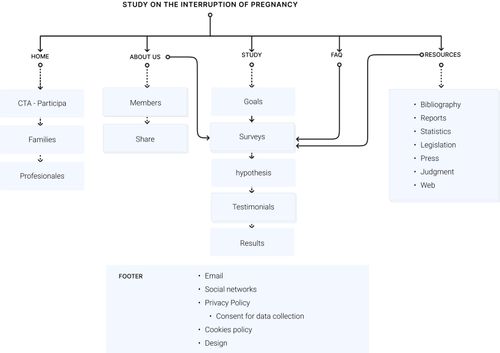 STUDY ON THE INTERRUPTION OF PREGNANCY
HOME
ABOUT US
STUDY
FAQ
RESOURCES
CTA - Participa
Families
Profesionales
Members
Share
Goals
Surveys
hypothesis
Testimonials
Results
• Bibliography
• Reports
• Statistics
• Legislation
• Press
• Judgment
• Web
FOOTER
• Email
• Social networks
• Privacy Policy
• Consent for data collection
• Cookies policy
• Design